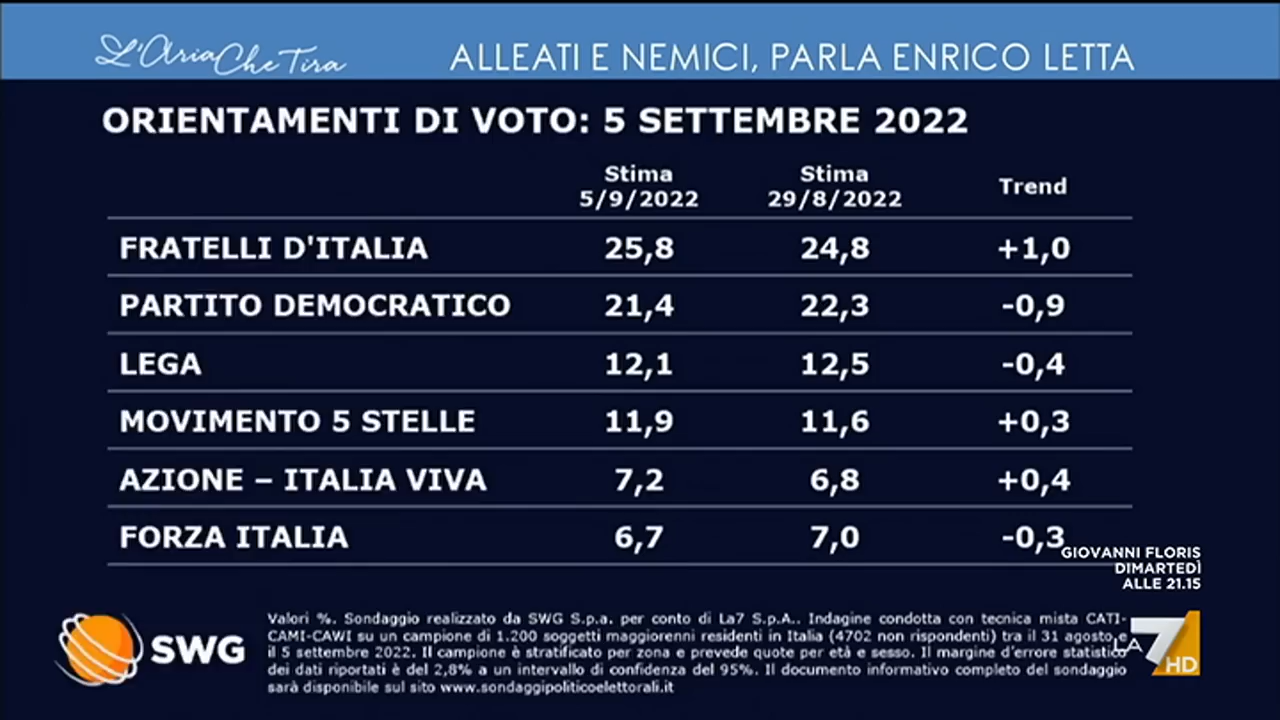 L'Aria Che Tira
ALLEATI E NEMICI, PARLA ENRICO LETTA
ORIENTAMENTI DI VOTO: 5 SETTEMBRE 2022
Stima 5/9/2022 Stima 29/8/2022 Trend
FRATELLI D'ITALIA 25,8 24,8 +1,0
PARTITO DEMOCRATICO 21,4 22,3 -0,9
LEGA 12,1 12,5 -0,4
MOVIMENTO 5 STELLE 11,9 11,6 +0,3
AZIONE – ITALIA VIVA 7,2 6,8 +0,4
FORZA ITALIA 6,7 7,0 -0,3
GIOVANNI FLORIS
DIMARTEDÌ
ALLE 21.15
SWG
Valori %. Sondaggio realizzato da SWG S.p.a. per conto di La7 S.p.A.. Indagine condotta con tecnica mista CATI-
CAMI-CAWI su un campione di 1.200 soggetti maggiorenni residenti in Italia (4702 non rispondenti) tra il 31 agosto e
il 5 settembre 2022. Il campione è stratificato per zona e prevede quote per età e sesso. Il margine d'errore statistico
dei dati riportati è del 2,8% a un intervallo di confidenza del 95%. Il documento informativo completo del sondaggio
sarà disponibile sul sito www.sondaggipoliticoelettorali.it
LA 7 HD